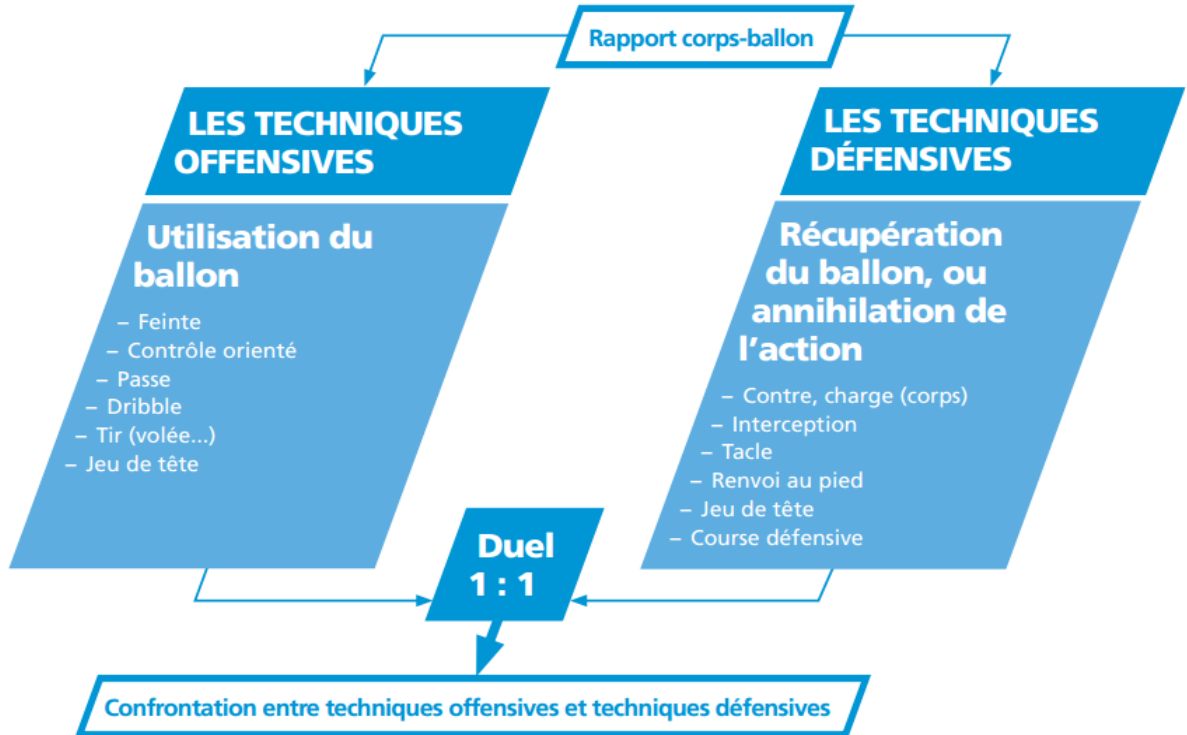 Rapport corps-ballon
LES TECHNIQUES
OFFENSIVES
Utilisation du
ballon
– Feinte
– Contrôle orienté
– Passe
– Dribble
– Tir (volée...)
– Jeu de tête
LES TECHNIQUES
DÉFENSIVES
Récupération
du ballon, ou
annihilation de
l’action
– Contre, charge (corps)
– Interception
– Tacle
– Renvoi au pied
– Jeu de tête
– Course défensive
Duel
1 : 1
Confrontation entre techniques offensives et techniques défensives